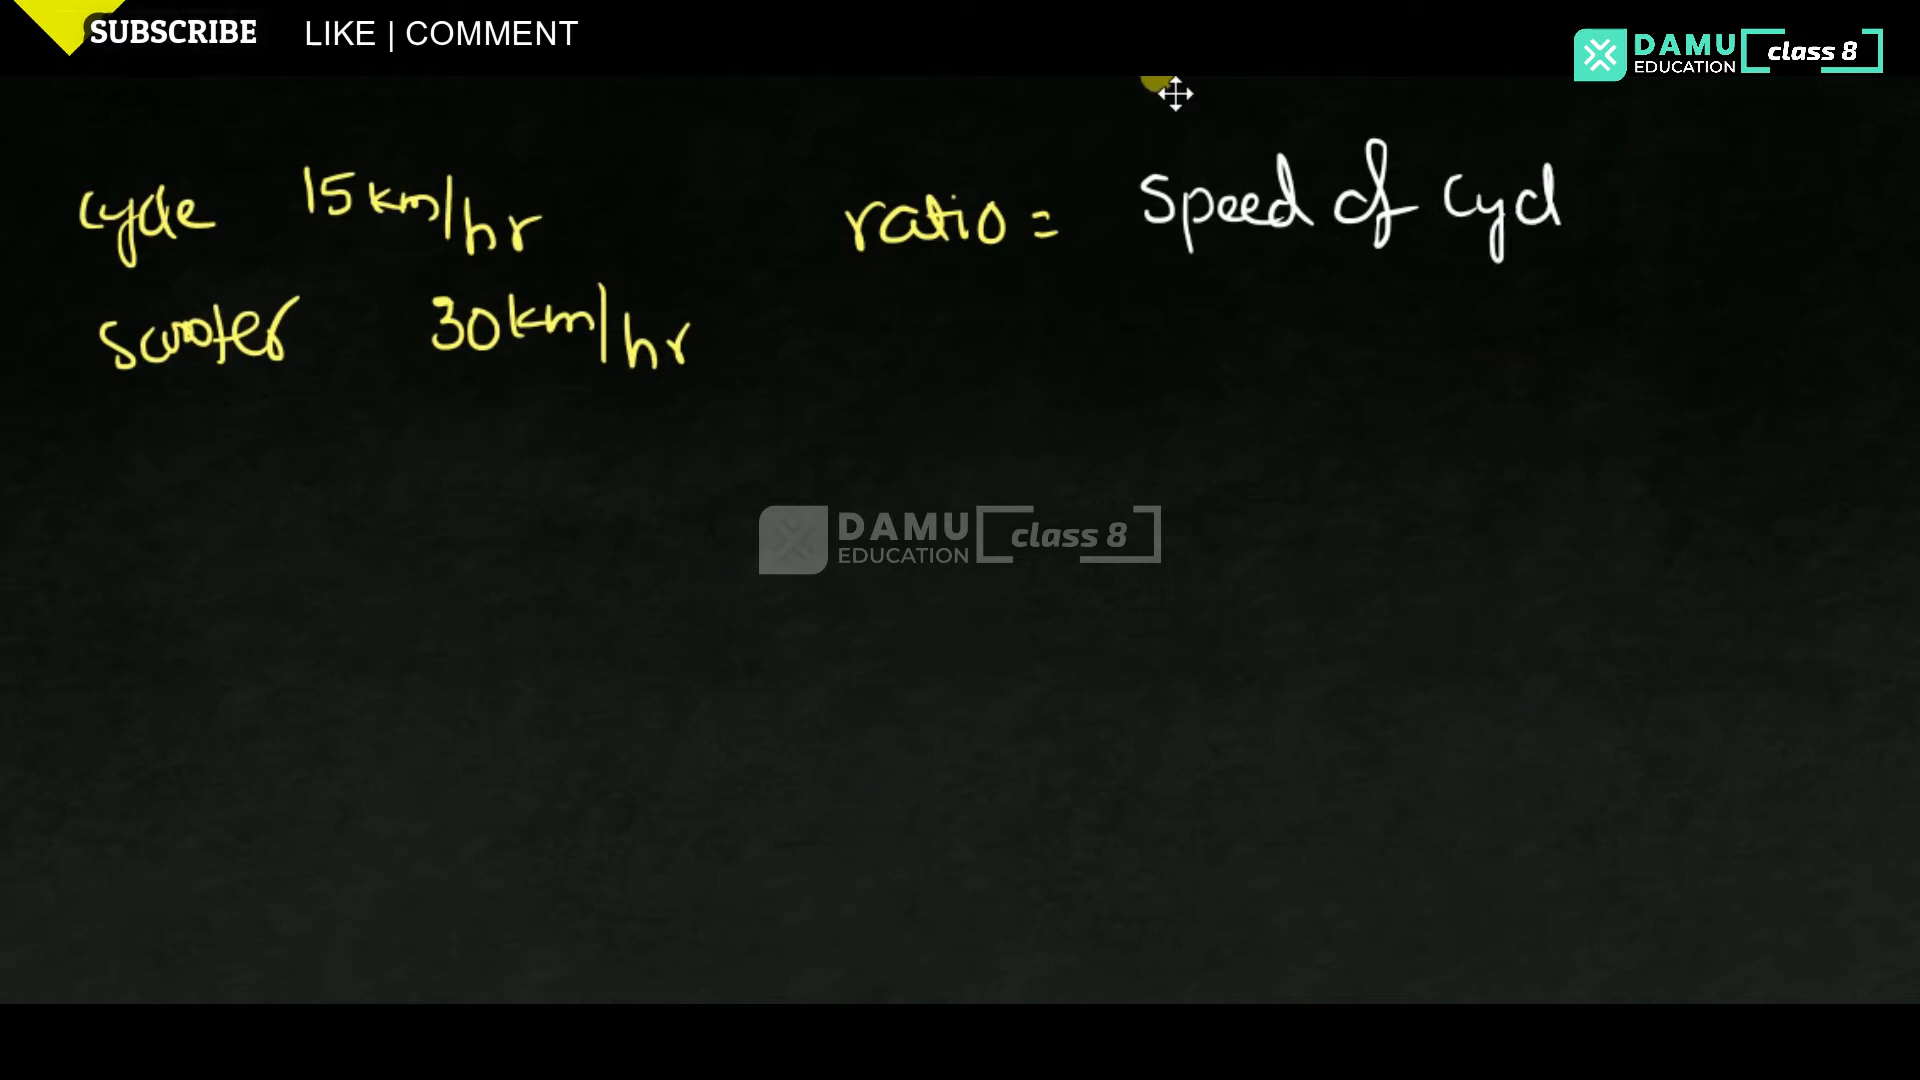 SUBSCRIBE LIKE | COMMENT
DAMU EDUCATION class 8
cycle 15 km/hr
scooter 30 km/hr
ratio = Speed of Cycl
DAMU EDUCATION class 8